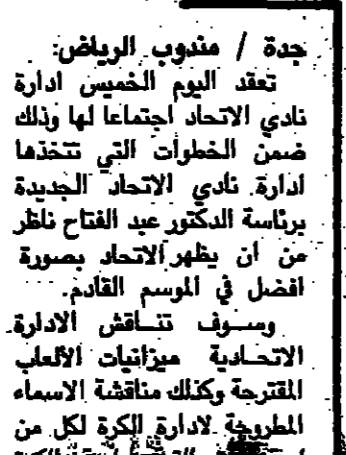 جدة / مندوب الرياض:
تعقد اليوم الخميس ادارة
نادي الاتحاد اجتماعا لها وذلك
ضمن الخطوات التي تتخذها
ادارة نادي الاتحاد الجديدة
برئاسة الدكتور عبد الفتاح ناظر
من ان يظهر الاتحاد بصورة
افضل في الموسم القادم.
وسوف تناقش الادارة
الاتحادية ميزانيات الألعاب
المقترحة وكذلك مناقشة الاسماء
المطروحة لادارة الكرة لكل من